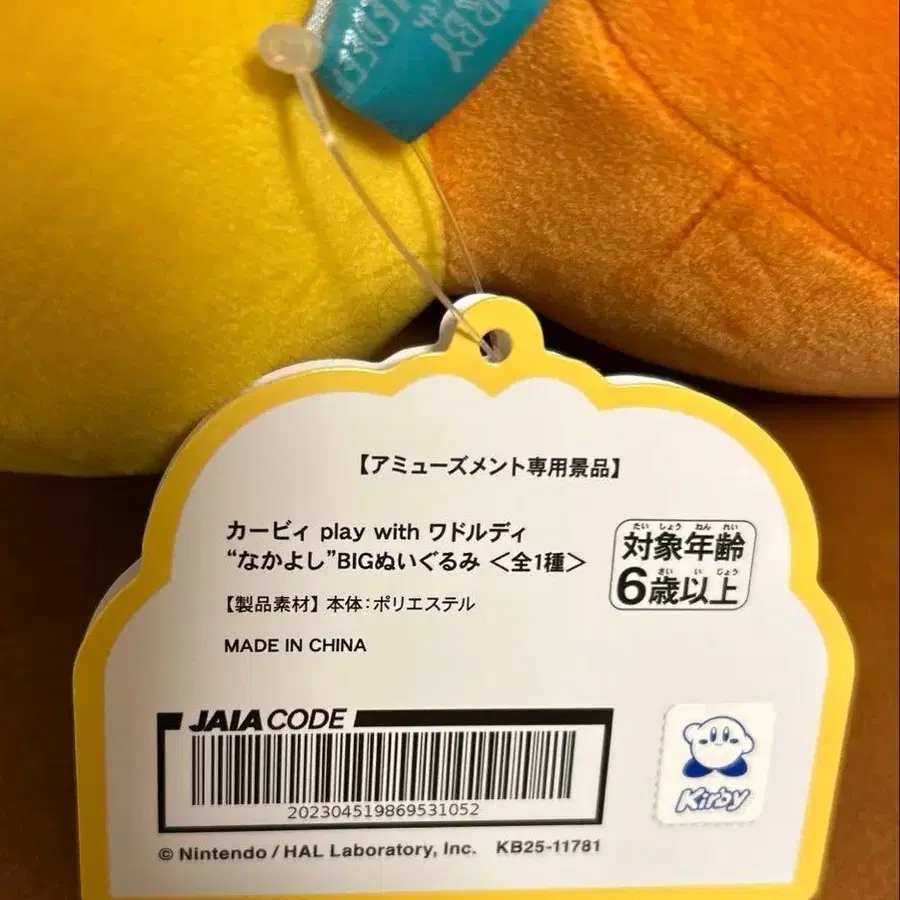 KIRBY
with
【アミューズメント専用景品】
カービィ play with ワドルディ
“なかよし”BIGぬいぐるみ ＜全1種＞
【製品素材】本体：ポリエステル
MADE IN CHINA
たい しょう ねん れい
対象年齢
さい い じょう
6歳以上
JAIA CODE
202304519869531052
Kirby
© Nintendo / HAL Laboratory, Inc. KB25-11781